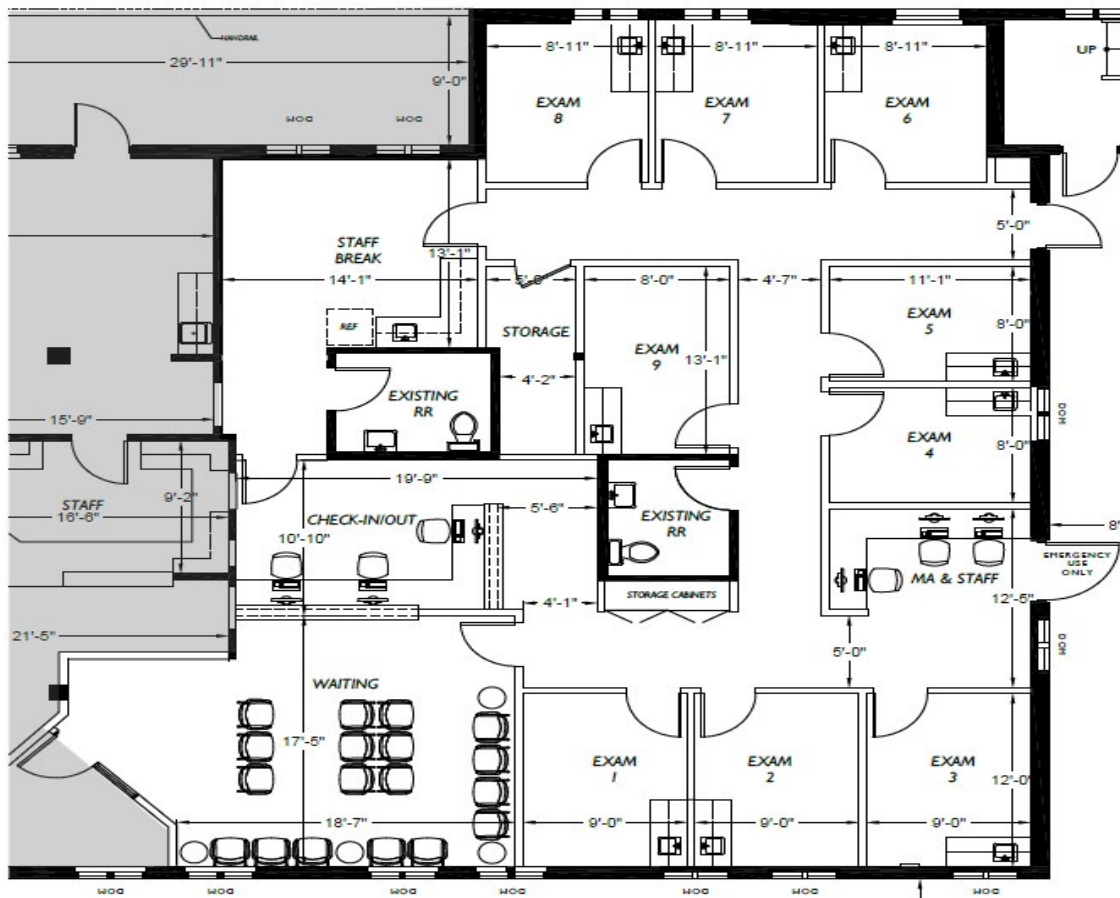 HANDRAIL
29'-11"
9'-0"
8'-11"
8'-11"
8'-11"
UP
EXAM
8
EXAM
7
EXAM
6
STAFF
BREAK
13'-1"
14'-1"
REF
5'-0"
8'-0"
4'-7"
11'-1"
5'-0"
STORAGE
EXAM
9
13'-1"
EXAM
5
8'-0"
4'-2"
EXISTING
RR
15'-9"
EXAM
4
8'-0"
STAFF
16'-6"
9'-2"
19'-9"
CHECK-IN/OUT
5'-6"
10'-10"
EXISTING
RR
MA & STAFF
12'-5"
8'
EMERGENCY
USE
ONLY
STORAGE CABINETS
4'-1"
5'-0"
21'-5"
WAITING
17'-5"
18'-7"
EXAM
1
9'-0"
EXAM
2
9'-0"
EXAM
3
9'-0"
12'-0"